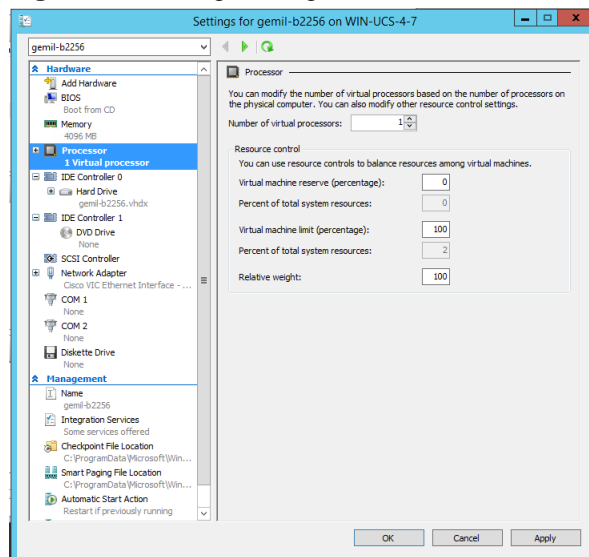 Settings for gemil-b2256 on WIN-UCS-4-7
gemil-b2256
Hardware
Add Hardware
BIOS
Boot from CD
Memory
4096 MB
Processor
1 Virtual processor
IDE Controller 0
Hard Drive
gemil-b2256.vhdx
IDE Controller 1
DVD Drive
None
SCSI Controller
Network Adapter
Cisco VIC Ethernet Interface - ...
COM 1
None
COM 2
None
Diskette Drive
None
Management
Name
gemil-b2256
Integration Services
Some services offered
Checkpoint File Location
C:\ProgramData\Microsoft\Win...
Smart Paging File Location
C:\ProgramData\Microsoft\Win...
Automatic Start Action
Restart if previously running
Processor
You can modify the number of virtual processors based on the number of processors on
the physical computer. You can also modify other resource control settings.
Number of virtual processors: 1
Resource control
You can use resource controls to balance resources among virtual machines.
Virtual machine reserve (percentage): 0
Percent of total system resources: 0
Virtual machine limit (percentage): 100
Percent of total system resources: 2
Relative weight: 100
OK Cancel Apply